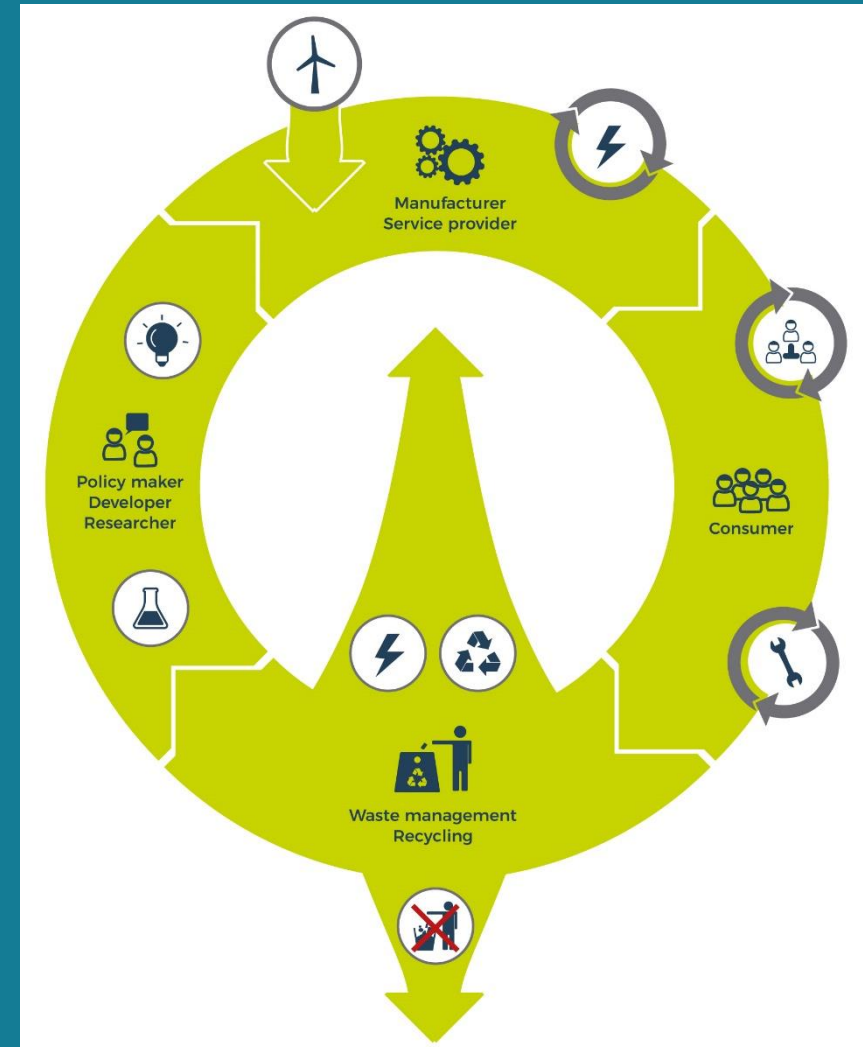 Manufacturer
Service provider
Policy maker
Developer
Researcher
Consumer
Waste management
Recycling